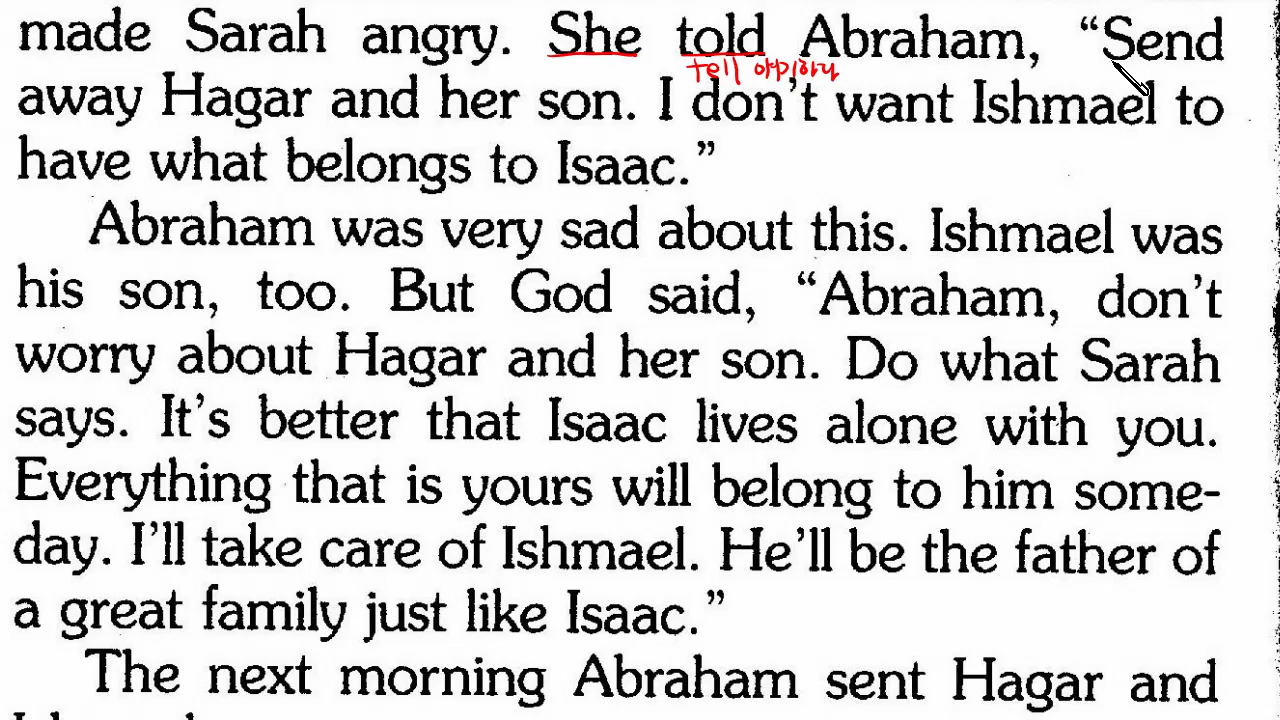 made Sarah angry. She told Abraham, “Send
tell 야기하다
away Hagar and her son. I don’t want Ishmael to
have what belongs to Isaac.”
Abraham was very sad about this. Ishmael was
his son, too. But God said, “Abraham, don’t
worry about Hagar and her son. Do what Sarah
says. It’s better that Isaac lives alone with you.
Everything that is yours will belong to him some-
day. I’ll take care of Ishmael. He’ll be the father of
a great family just like Isaac.”
The next morning Abraham sent Hagar and